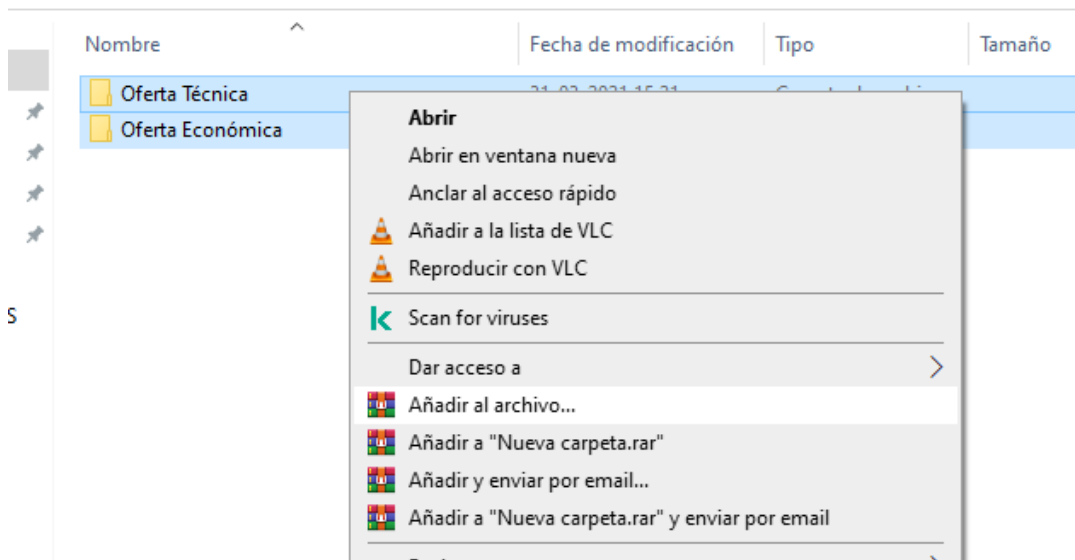 Nombre Fecha de modificación Tipo Tamaño
Oferta Técnica
Oferta Económica
Abrir
Abrir en ventana nueva
Anclar al acceso rápido
Añadir a la lista de VLC
Reproducir con VLC
S
Scan for viruses
Dar acceso a
Añadir al archivo...
Añadir a "Nueva carpeta.rar"
Añadir y enviar por email...
Añadir a "Nueva carpeta.rar" y enviar por email